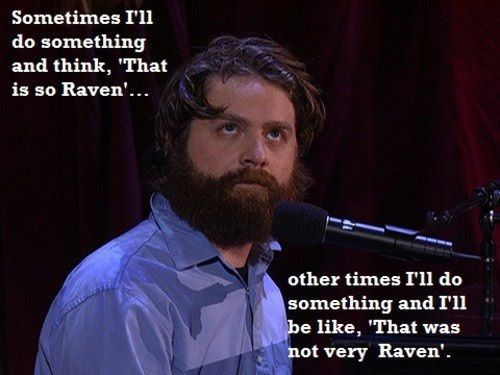 Sometimes I'll
do something
and think, 'That
is so Raven'...
other times I'll do
something and I'll
be like, 'That was
not very  Raven'.